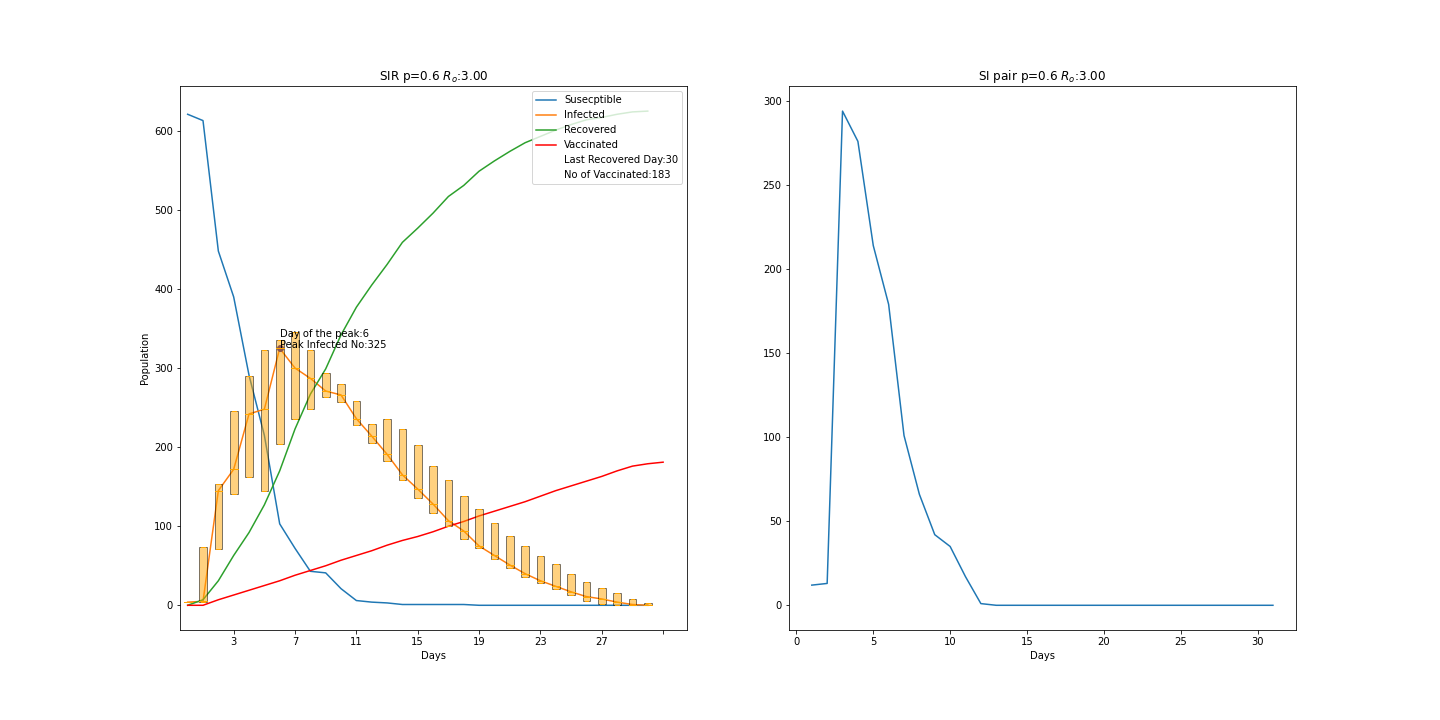 SIR p=0.6 Rₒ:3.00
Susecptible
Infected
Recovered
Vaccinated
Last Recovered Day:30
No of Vaccinated:183
Day of the peak:6
Peak Infected No:325
Population
600
500
400
300
200
100
0
3 7 11 15 19 23 27
Days
SI pair p=0.6 Rₒ:3.00
300
250
200
150
100
50
0
0 5 10 15 20 25 30
Days